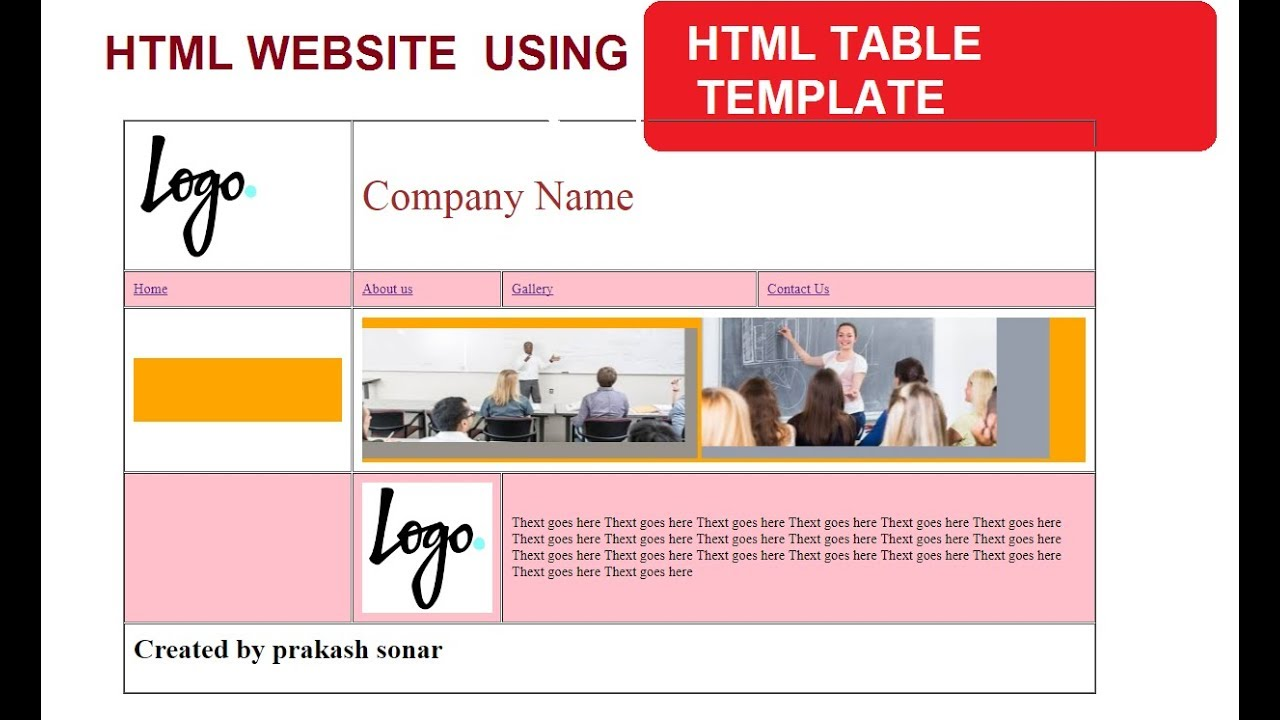 HTML WEBSITE USING
HTML TABLE
TEMPLATE
Logo.
Company Name
Home
About us
Gallery
Contact Us
Logo.
Thext goes here Thext goes here Thext goes here Thext goes here Thext goes here Thext goes here
Thext goes here Thext goes here Thext goes here Thext goes here Thext goes here Thext goes here
Thext goes here Thext goes here Thext goes here Thext goes here Thext goes here Thext goes here
Thext goes here Thext goes here
Created by prakash sonar